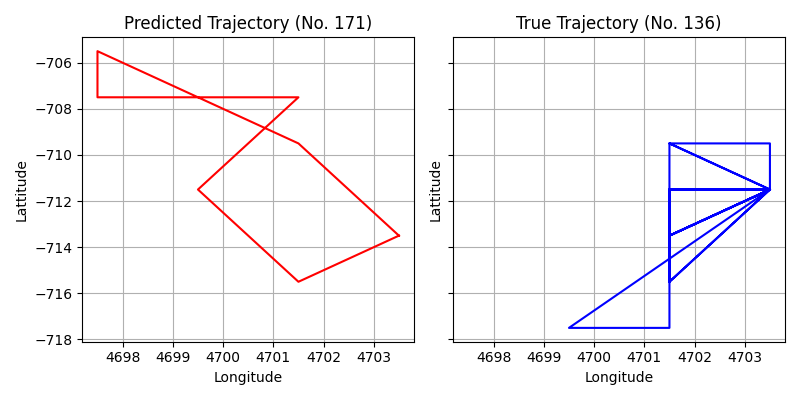 Predicted Trajectory (No. 171)
True Trajectory (No. 136)
−706
−708
−710
−712
−714
−716
−718
Lattitude
Lattitude
4698 4699 4700 4701 4702 4703
4698 4699 4700 4701 4702 4703
Longitude
Longitude